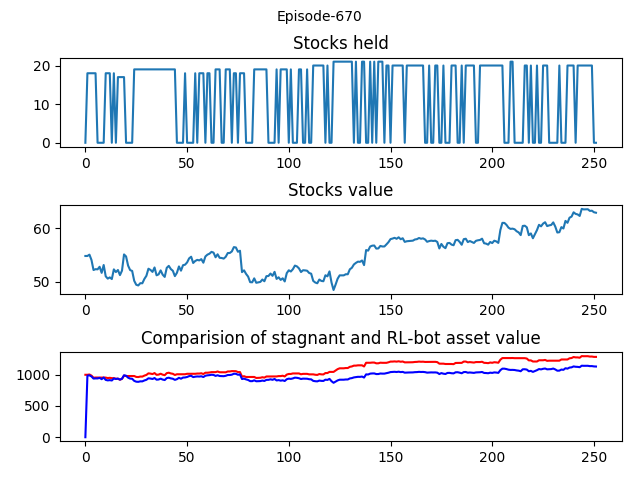 Episode-670
Stocks held
20
10
0
0 50 100 150 200 250
Stocks value
60
50
0 50 100 150 200 250
Comparision of stagnant and RL-bot asset value
1000
500
0
0 50 100 150 200 250